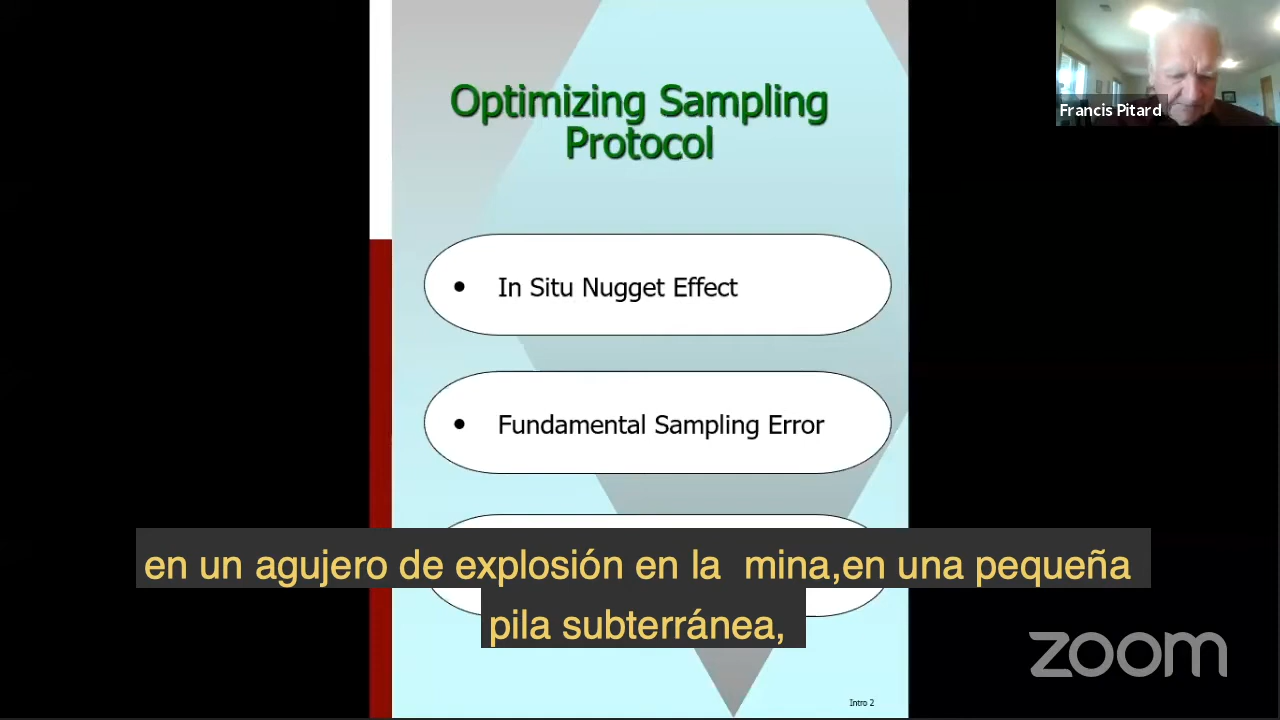 Optimizing Sampling
Protocol
Francis Pitard
• In Situ Nugget Effect
• Fundamental Sampling Error
en un agujero de explosión en la  mina,en una pequeña
pila subterránea,
zoom
Intro 2